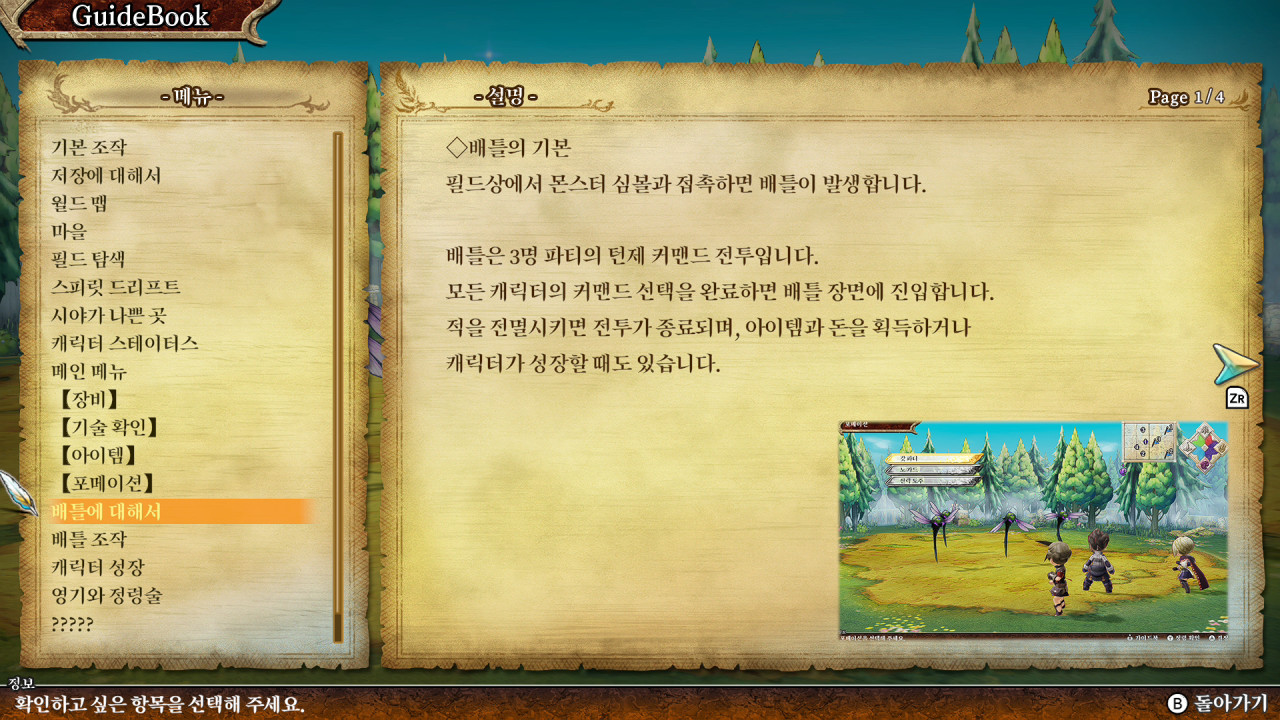 GuideBook
- 메뉴 -
기본 조작
저장에 대해서
월드 맵
마을
필드 탐색
스피릿 드리프트
시야가 나쁜 곳
캐릭터 스테이터스
메인 메뉴
【장비】
【기술 확인】
【아이템】
【포메이션】
배틀에 대해서
배틀 조작
캐릭터 성장
영기와 정령술
?????
- 설명 -
Page 1/4
◇배틀의 기본
필드상에서 몬스터 심볼과 접촉하면 배틀이 발생합니다.
배틀은 3명 파티의 턴제 커맨드 전투입니다.
모든 캐릭터의 커맨드 선택을 완료하면 배틀 장면에 진입합니다.
적을 전멸시키면 전투가 종료되며, 아이템과 돈을 획득하거나
캐릭터가 성장할 때도 있습니다.
ZR
포메이션
정보
확인하고 싶은 항목을 선택해 주세요.
B 돌아가기